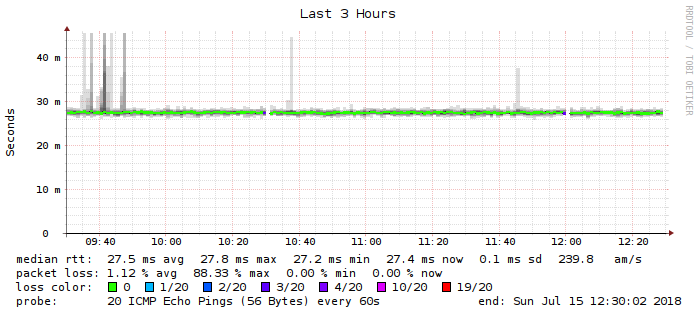 Last 3 Hours
RRDTOOL / TOBI OETIKER
Seconds
40 m
30 m
20 m
10 m
0
09:40 10:00 10:20 10:40 11:00 11:20 11:40 12:00 12:20
median rtt: 27.5 ms avg 27.8 ms max 27.2 ms min 27.4 ms now 0.1 ms sd 239.8 am/s
packet loss: 1.12 % avg 88.33 % max 0.00 % min 0.00 % now
loss color: 0 1/20 2/20 3/20 4/20 10/20 19/20
probe: 20 ICMP Echo Pings (56 Bytes) every 60s end: Sun Jul 15 12:30:02 2018